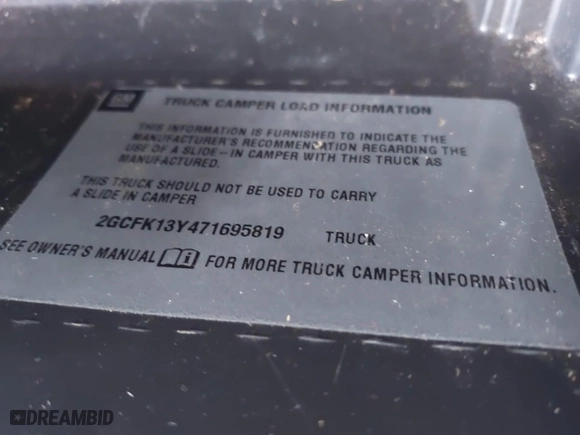 GM TRUCK CAMPER LOAD INFORMATION
THIS INFORMATION IS FURNISHED TO INDICATE THE
MANUFACTURER'S RECOMMENDATION REGARDING THE
USE OF A SLIDE-IN CAMPER WITH THIS TRUCK AS
MANUFACTURED.
THIS TRUCK SHOULD NOT BE USED TO CARRY
A SLIDE IN CAMPER
2GCFK13Y471695819 TRUCK
SEE OWNER'S MANUAL i FOR MORE TRUCK CAMPER INFORMATION.
DREAMBID